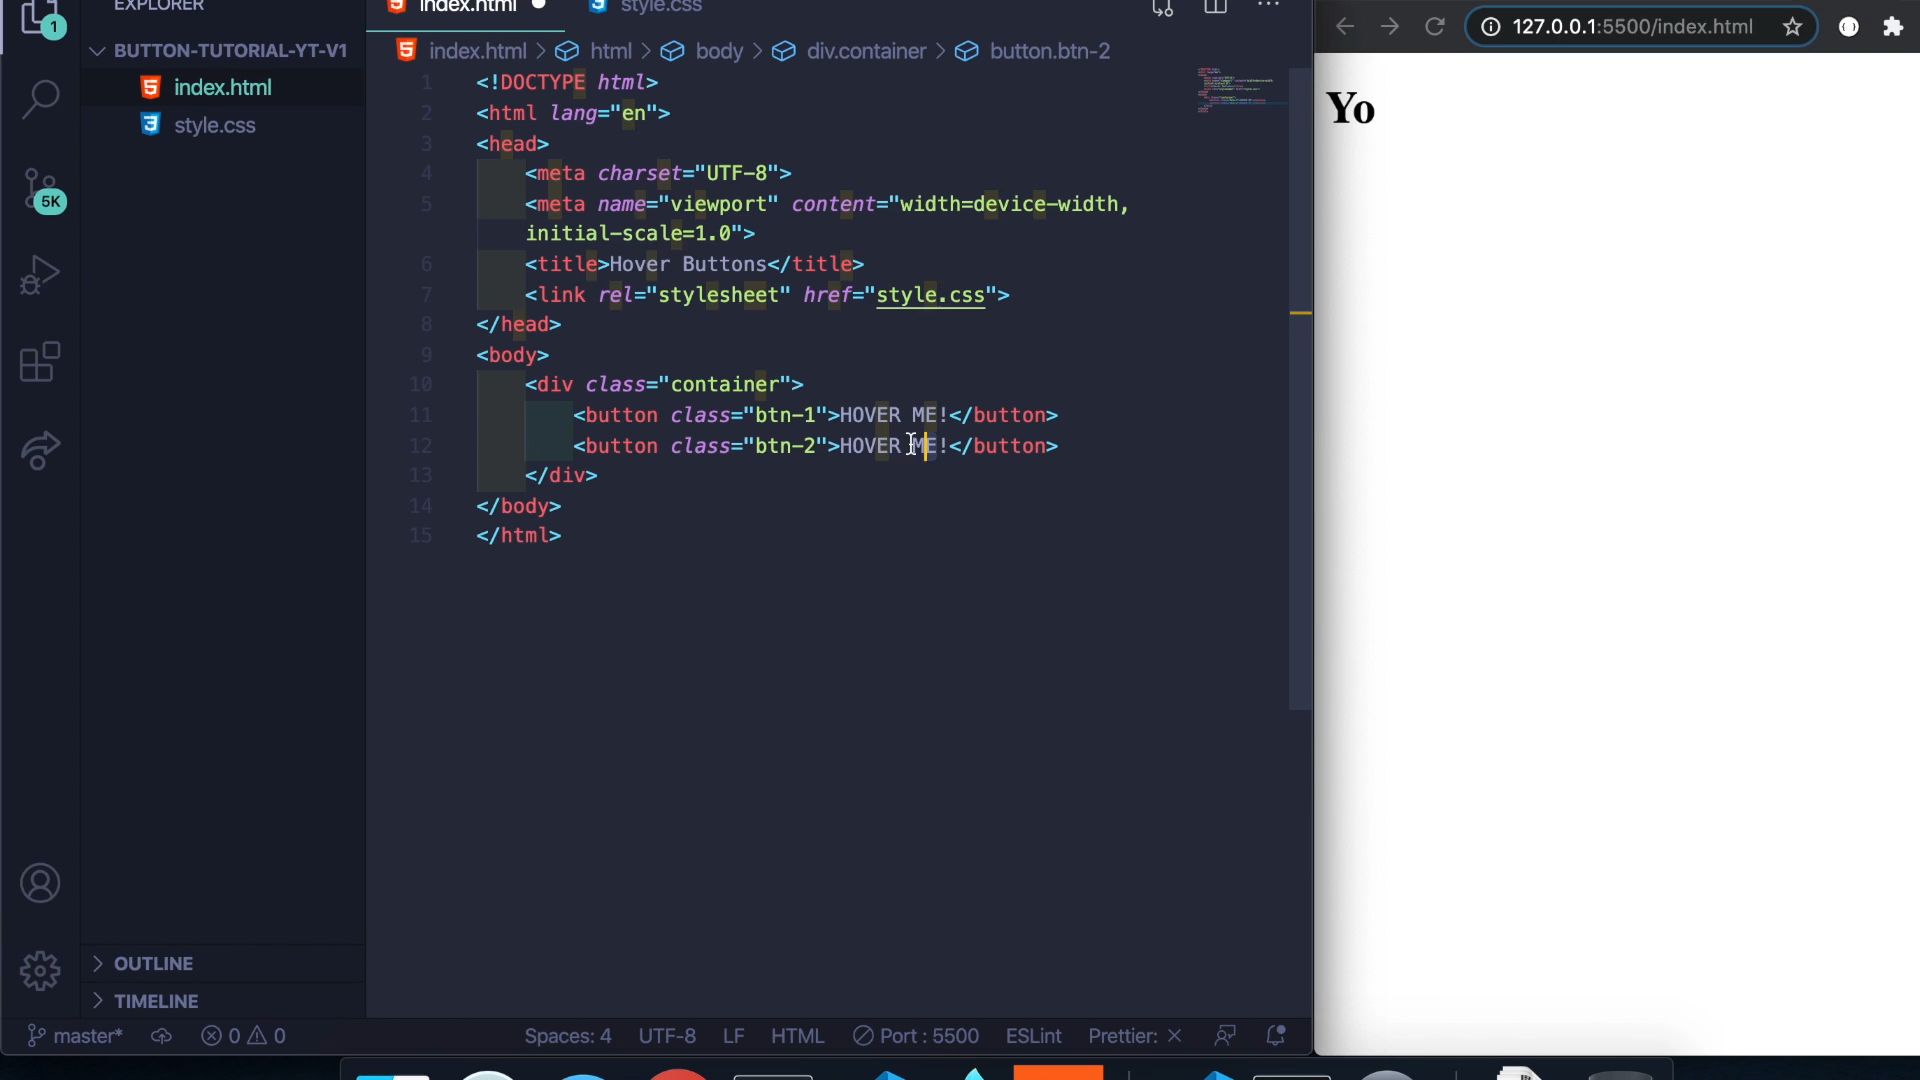 EXPLORER
1
BUTTON-TUTORIAL-YT-V1
index.html
style.css
5K
OUTLINE
TIMELINE
index.html
style.css
index.html > html > body > div.container > button.btn-2
1 <!DOCTYPE html>
2 <html lang="en">
3 <head>
4 <meta charset="UTF-8">
5 <meta name="viewport" content="width=device-width,
initial-scale=1.0">
6 <title>Hover Buttons</title>
7 <link rel="stylesheet" href="style.css">
8 </head>
9 <body>
10 <div class="container">
11 <button class="btn-1">HOVER ME!</button>
12 <button class="btn-2">HOVER ME!</button>
13 </div>
14 </body>
15 </html>
master* 0 0 Spaces: 4 UTF-8 LF HTML Port : 5500 ESLint Prettier: ×
127.0.0.1:5500/index.html
Yo